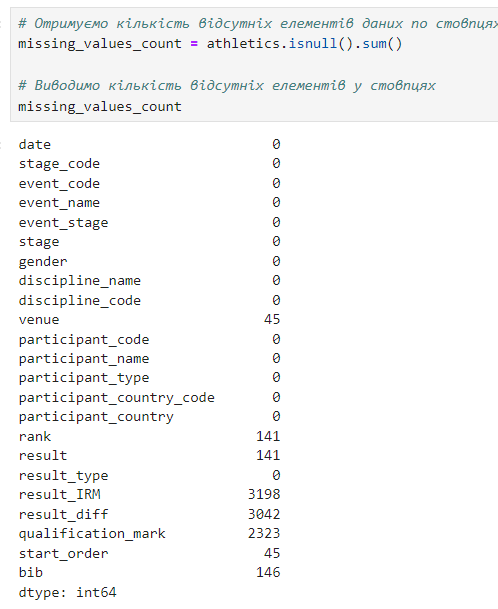 # Отримуємо кількість відсутніх елементів даних по стовпцях
missing_values_count = athletics.isnull().sum()
# Виводимо кількість відсутніх елементів у стовпцях
missing_values_count
date 0
stage_code 0
event_code 0
event_name 0
event_stage 0
stage 0
gender 0
discipline_name 0
discipline_code 0
venue 45
participant_code 0
participant_name 0
participant_type 0
participant_country_code 0
participant_country 0
rank 141
result 141
result_type 0
result_IRM 3198
result_diff 3042
qualification_mark 2323
start_order 45
bib 146
dtype: int64